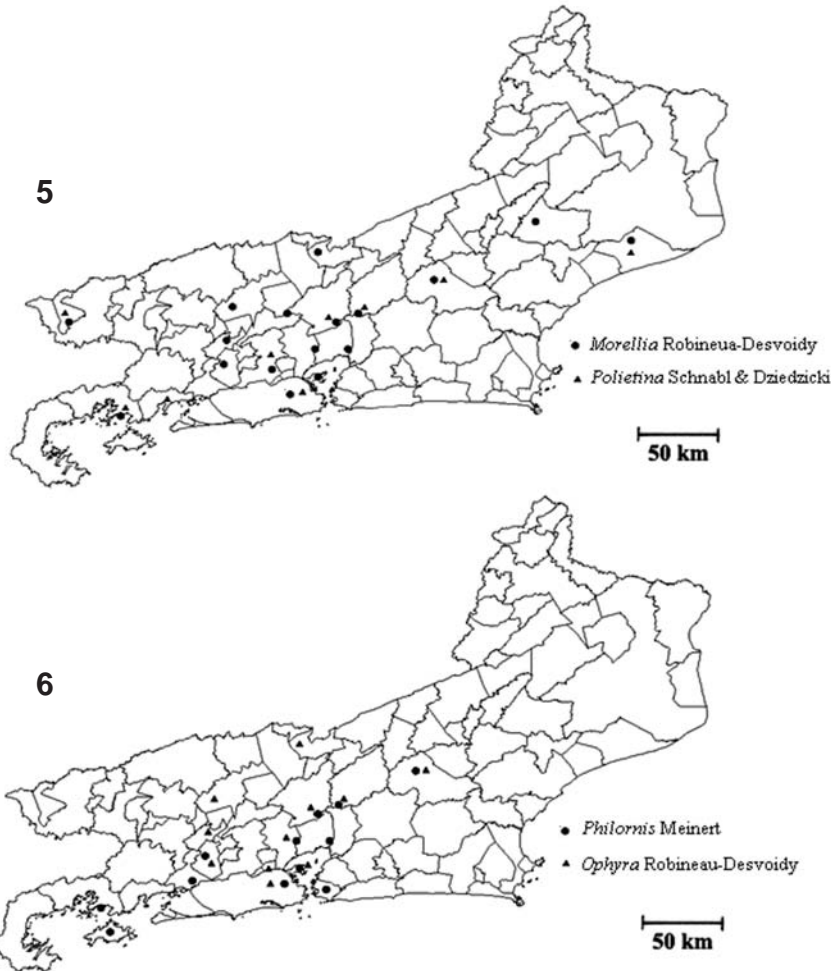 5
Morellia Robineua-Desvoidy
Polietina Schnabl & Dziedzicki
50 km
6
Philornis Meinert
Ophyra Robineau-Desvoidy
50 km